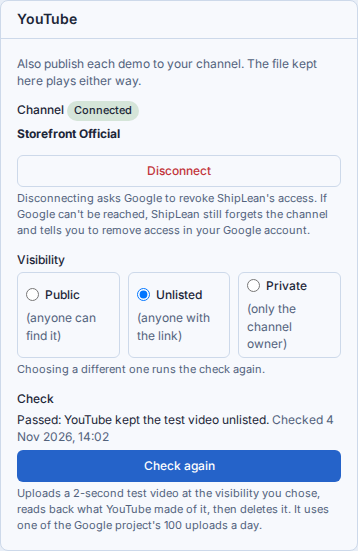 YouTube
Also publish each demo to your channel. The file kept
here plays either way.
Channel Connected
Storefront Official
Disconnect
Disconnecting asks Google to revoke ShipLean's access. If
Google can't be reached, ShipLean still forgets the channel
and tells you to remove access in your Google account.
Visibility
Public
(anyone can
find it)
Unlisted
(anyone with
the link)
Private
(only the
channel
owner)
Choosing a different one runs the check again.
Check
Passed: YouTube kept the test video unlisted. Checked 4
Nov 2026, 14:02
Check again
Uploads a 2-second test video at the visibility you chose,
reads back what YouTube made of it, then deletes it. It uses
one of the Google project's 100 uploads a day.